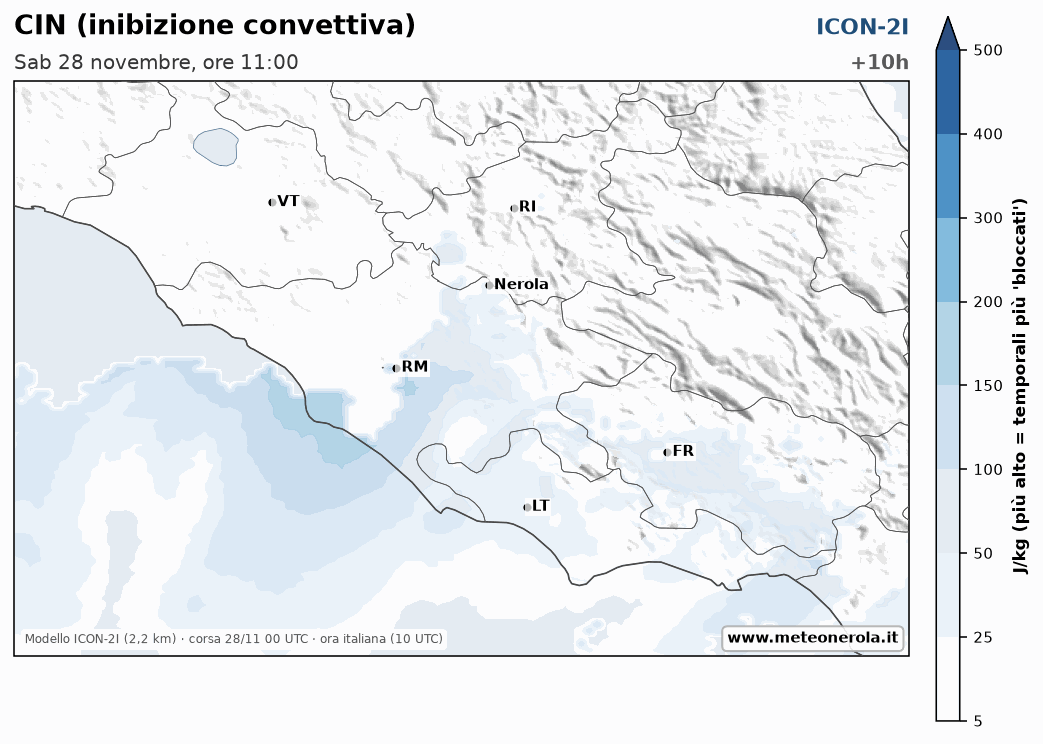 CIN (inibizione convettiva)
ICON-2I
Sab 28 novembre, ore 11:00
+10h
VT
RI
Nerola
RM
FR
LT
Modello ICON-2I (2,2 km) · corsa 28/11 00 UTC · ora italiana (10 UTC)
www.meteonerola.it
500
400
300
200
150
100
50
25
5
J/kg (più alto = temporali più 'bloccati')